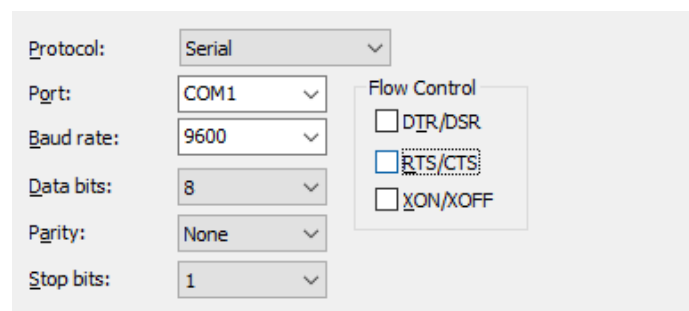 Protocol: Serial
Port: COM1
Baud rate: 9600
Data bits: 8
Parity: None
Stop bits: 1
Flow Control
DTR/DSR
RTS/CTS
XON/XOFF